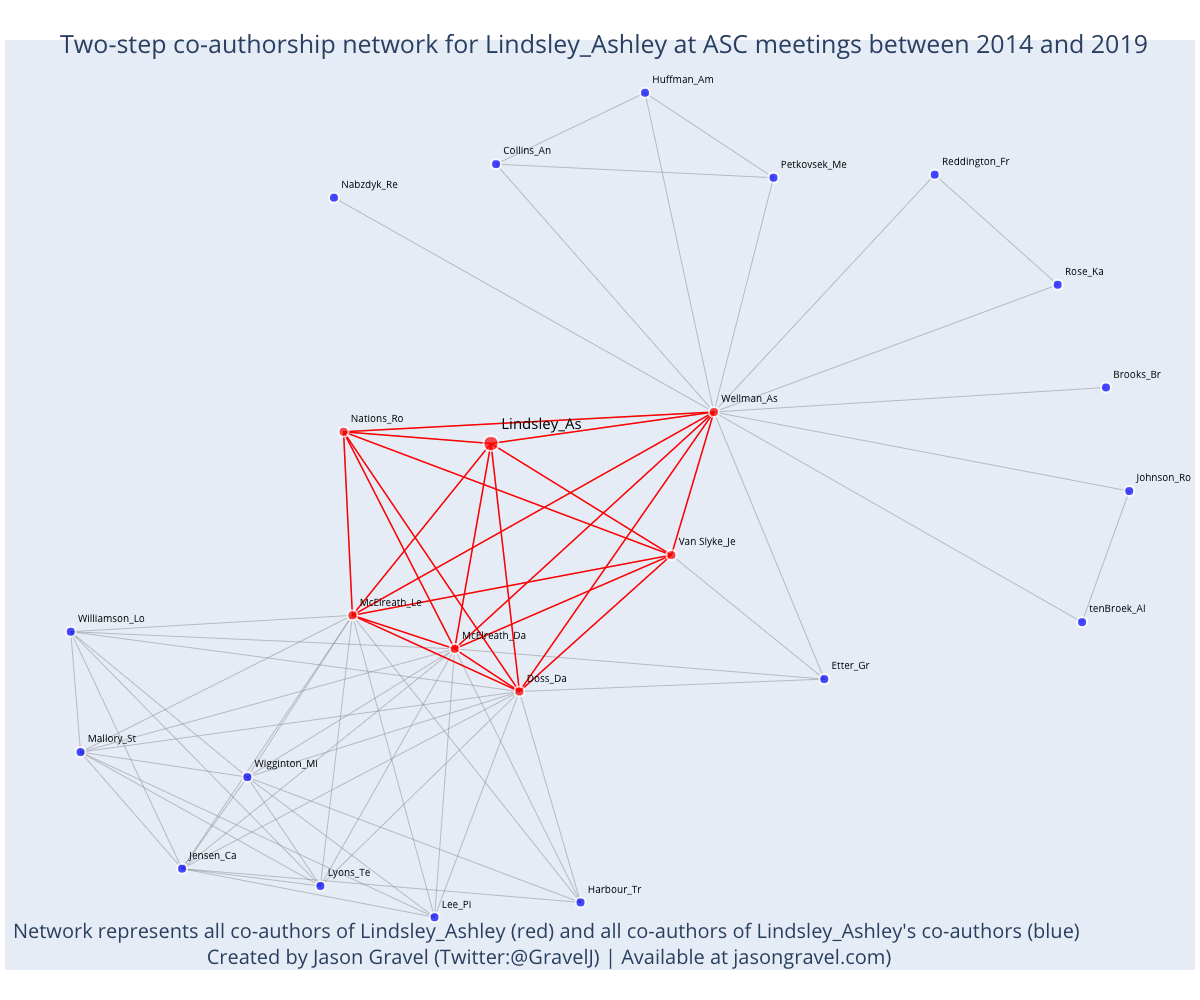 Two-step co-authorship network for Lindsley_Ashley at ASC meetings between 2014 and 2019
Huffman_Am
Collins_An
Petkovsek_Me
Reddington_Fr
Nabzdyk_Re
Rose_Ka
Brooks_Br
Wellman_As
Nations_Ro
Lindsley_As
Johnson_Ro
Van Slyke_Je
McElreath_Le
tenBroek_Al
Williamson_Lo
McElreath_Da
Etter_Gr
Doss_Da
Mallory_St
Wigginton_Mi
Jensen_Ca
Lyons_Te
Harbour_Tr
Lee_Pi
Network represents all co-authors of Lindsley_Ashley (red) and all co-authors of Lindsley_Ashley's co-authors (blue)
Created by Jason Gravel (Twitter:@GravelJ) | Available at jasongravel.com)